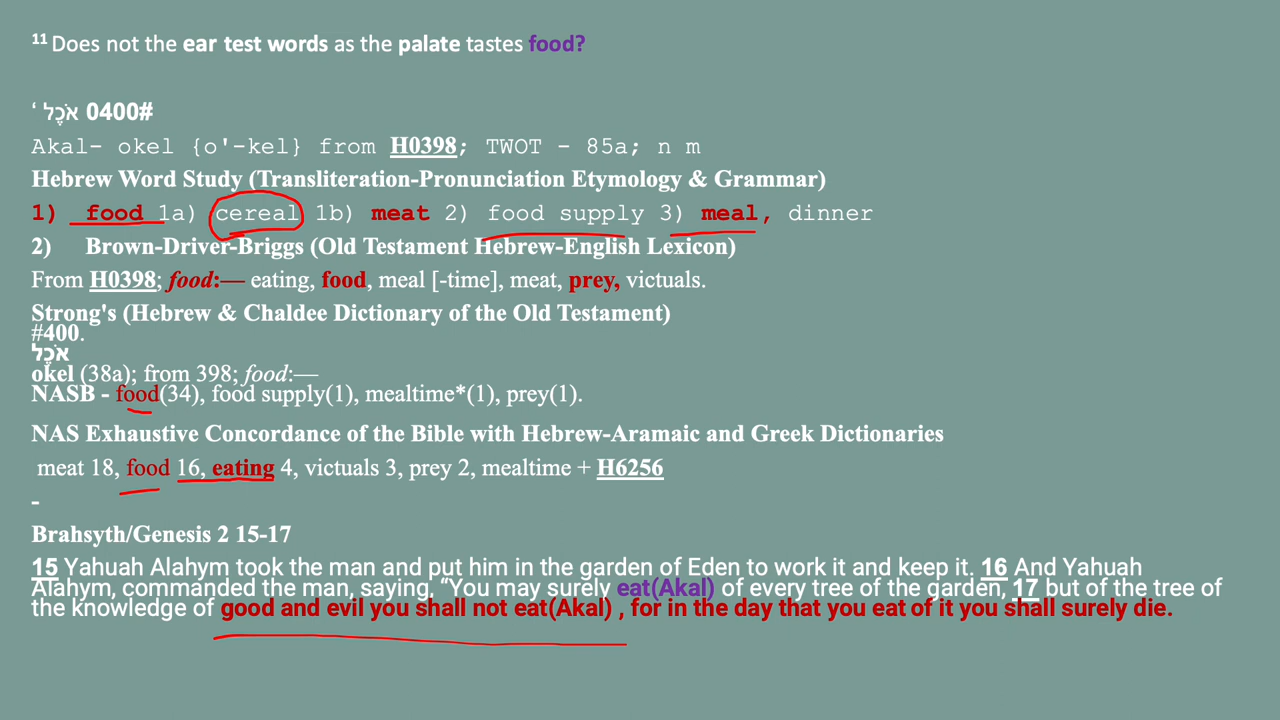 11 Does not the ear test words as the palate tastes food?
‘ אֹכֶל 0400#
Akal- okel {o'-kel} from H0398; TWOT - 85a; n m
Hebrew Word Study (Transliteration-Pronunciation Etymology & Grammar)
1) food 1a) cereal 1b) meat 2) food supply 3) meal, dinner
2) Brown-Driver-Briggs (Old Testament Hebrew-English Lexicon)
From H0398; food:— eating, food, meal [-time], meat, prey, victuals.
Strong's (Hebrew & Chaldee Dictionary of the Old Testament)
#400.
אֹכֶל
okel (38a); from 398; food:—
NASB - food(34), food supply(1), mealtime*(1), prey(1).
NAS Exhaustive Concordance of the Bible with Hebrew-Aramaic and Greek Dictionaries
meat 18, food 16, eating 4, victuals 3, prey 2, mealtime + H6256
-
Brahsyth/Genesis 2 15-17
15 Yahuah Alahym took the man and put him in the garden of Eden to work it and keep it. 16 And Yahuah
Alahym, commanded the man, saying, “You may surely eat(Akal) of every tree of the garden, 17 but of the tree of
the knowledge of good and evil you shall not eat(Akal) , for in the day that you eat of it you shall surely die.